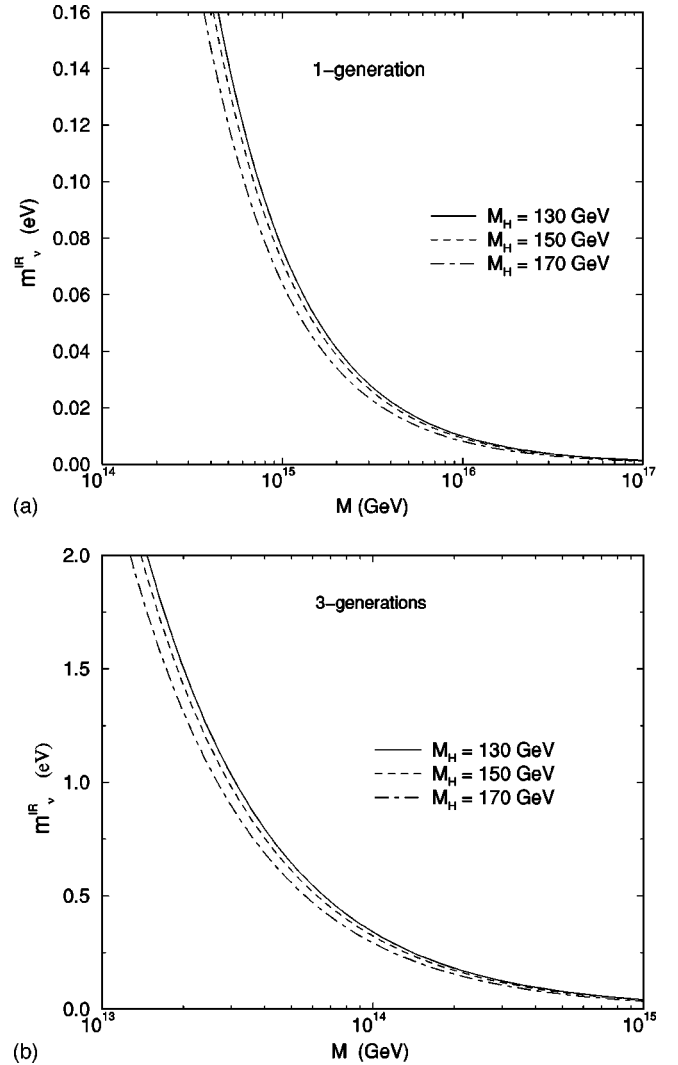 0.16
0.14
0.12
0.10
0.08
0.06
0.04
0.02
0.00
m^IR_ν (eV)
1−generation
M_H = 130 GeV
M_H = 150 GeV
M_H = 170 GeV
10^14
10^15
10^16
10^17
M (GeV)
(a)
2.0
1.5
1.0
0.5
0.0
m^IR_ν (eV)
3−generations
M_H = 130 GeV
M_H = 150 GeV
M_H = 170 GeV
10^13
10^14
10^15
M (GeV)
(b)